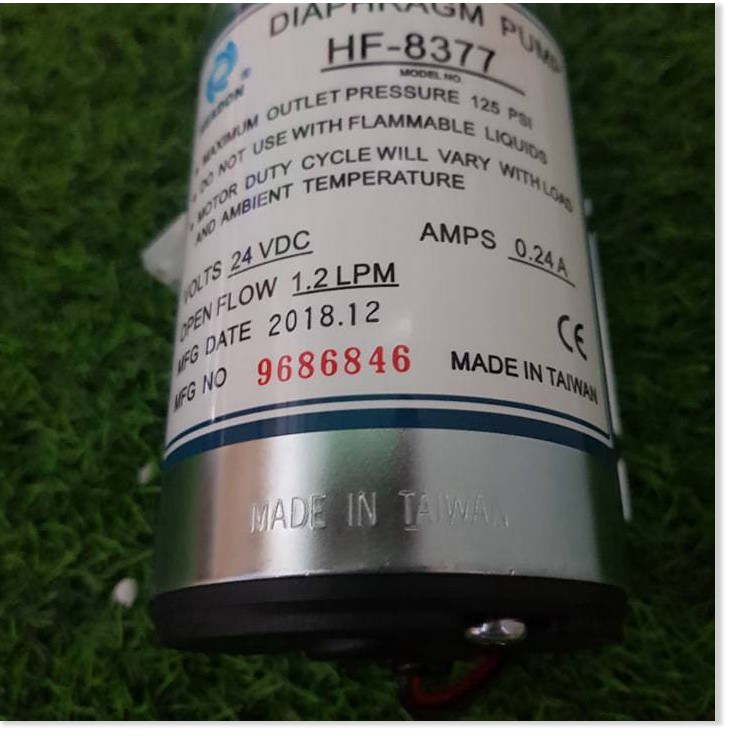 DIAPHRAGM PUMP
HF-8377
MODEL NO
®
• MAXIMUM OUTLET PRESSURE 125 PSI
• DO NOT USE WITH FLAMMABLE LIQUIDS
• MOTOR DUTY CYCLE WILL VARY WITH LOAD
AND AMBIENT TEMPERATURE
VOLTS 24 VDC AMPS 0.24A
OPEN FLOW 1.2 LPM
MFG DATE 2018.12
CE
MFG NO 9686846 MADE IN TAIWAN
MADE IN TAIWAN